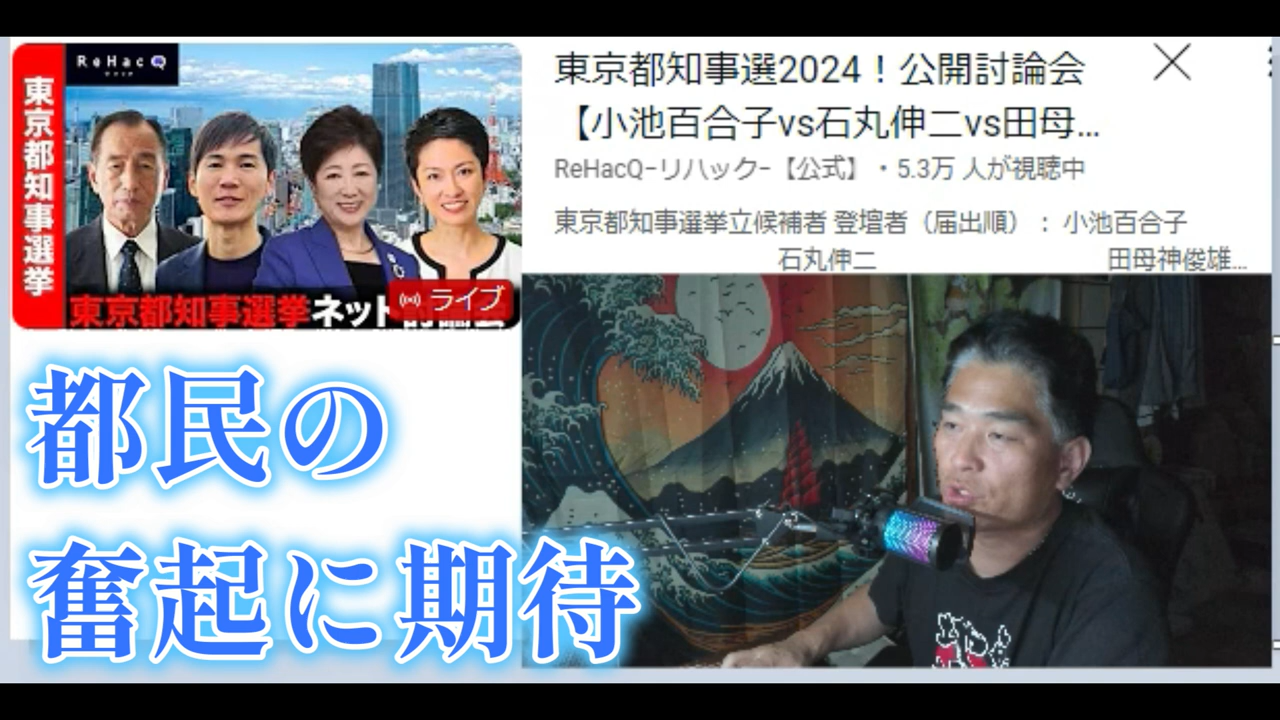 ReHacQ
東京都知事選挙
東京都知事選挙ネット討論会
ライブ
東京都知事選2024！公開討論会
【小池百合子vs石丸伸二vs田母...
ReHacQ−リハック−【公式】・5.3万 人が視聴中
東京都知事選挙立候補者 登壇者（届出順）： 小池百合子
石丸伸二 田母神俊雄...
都民の
奮起に期待